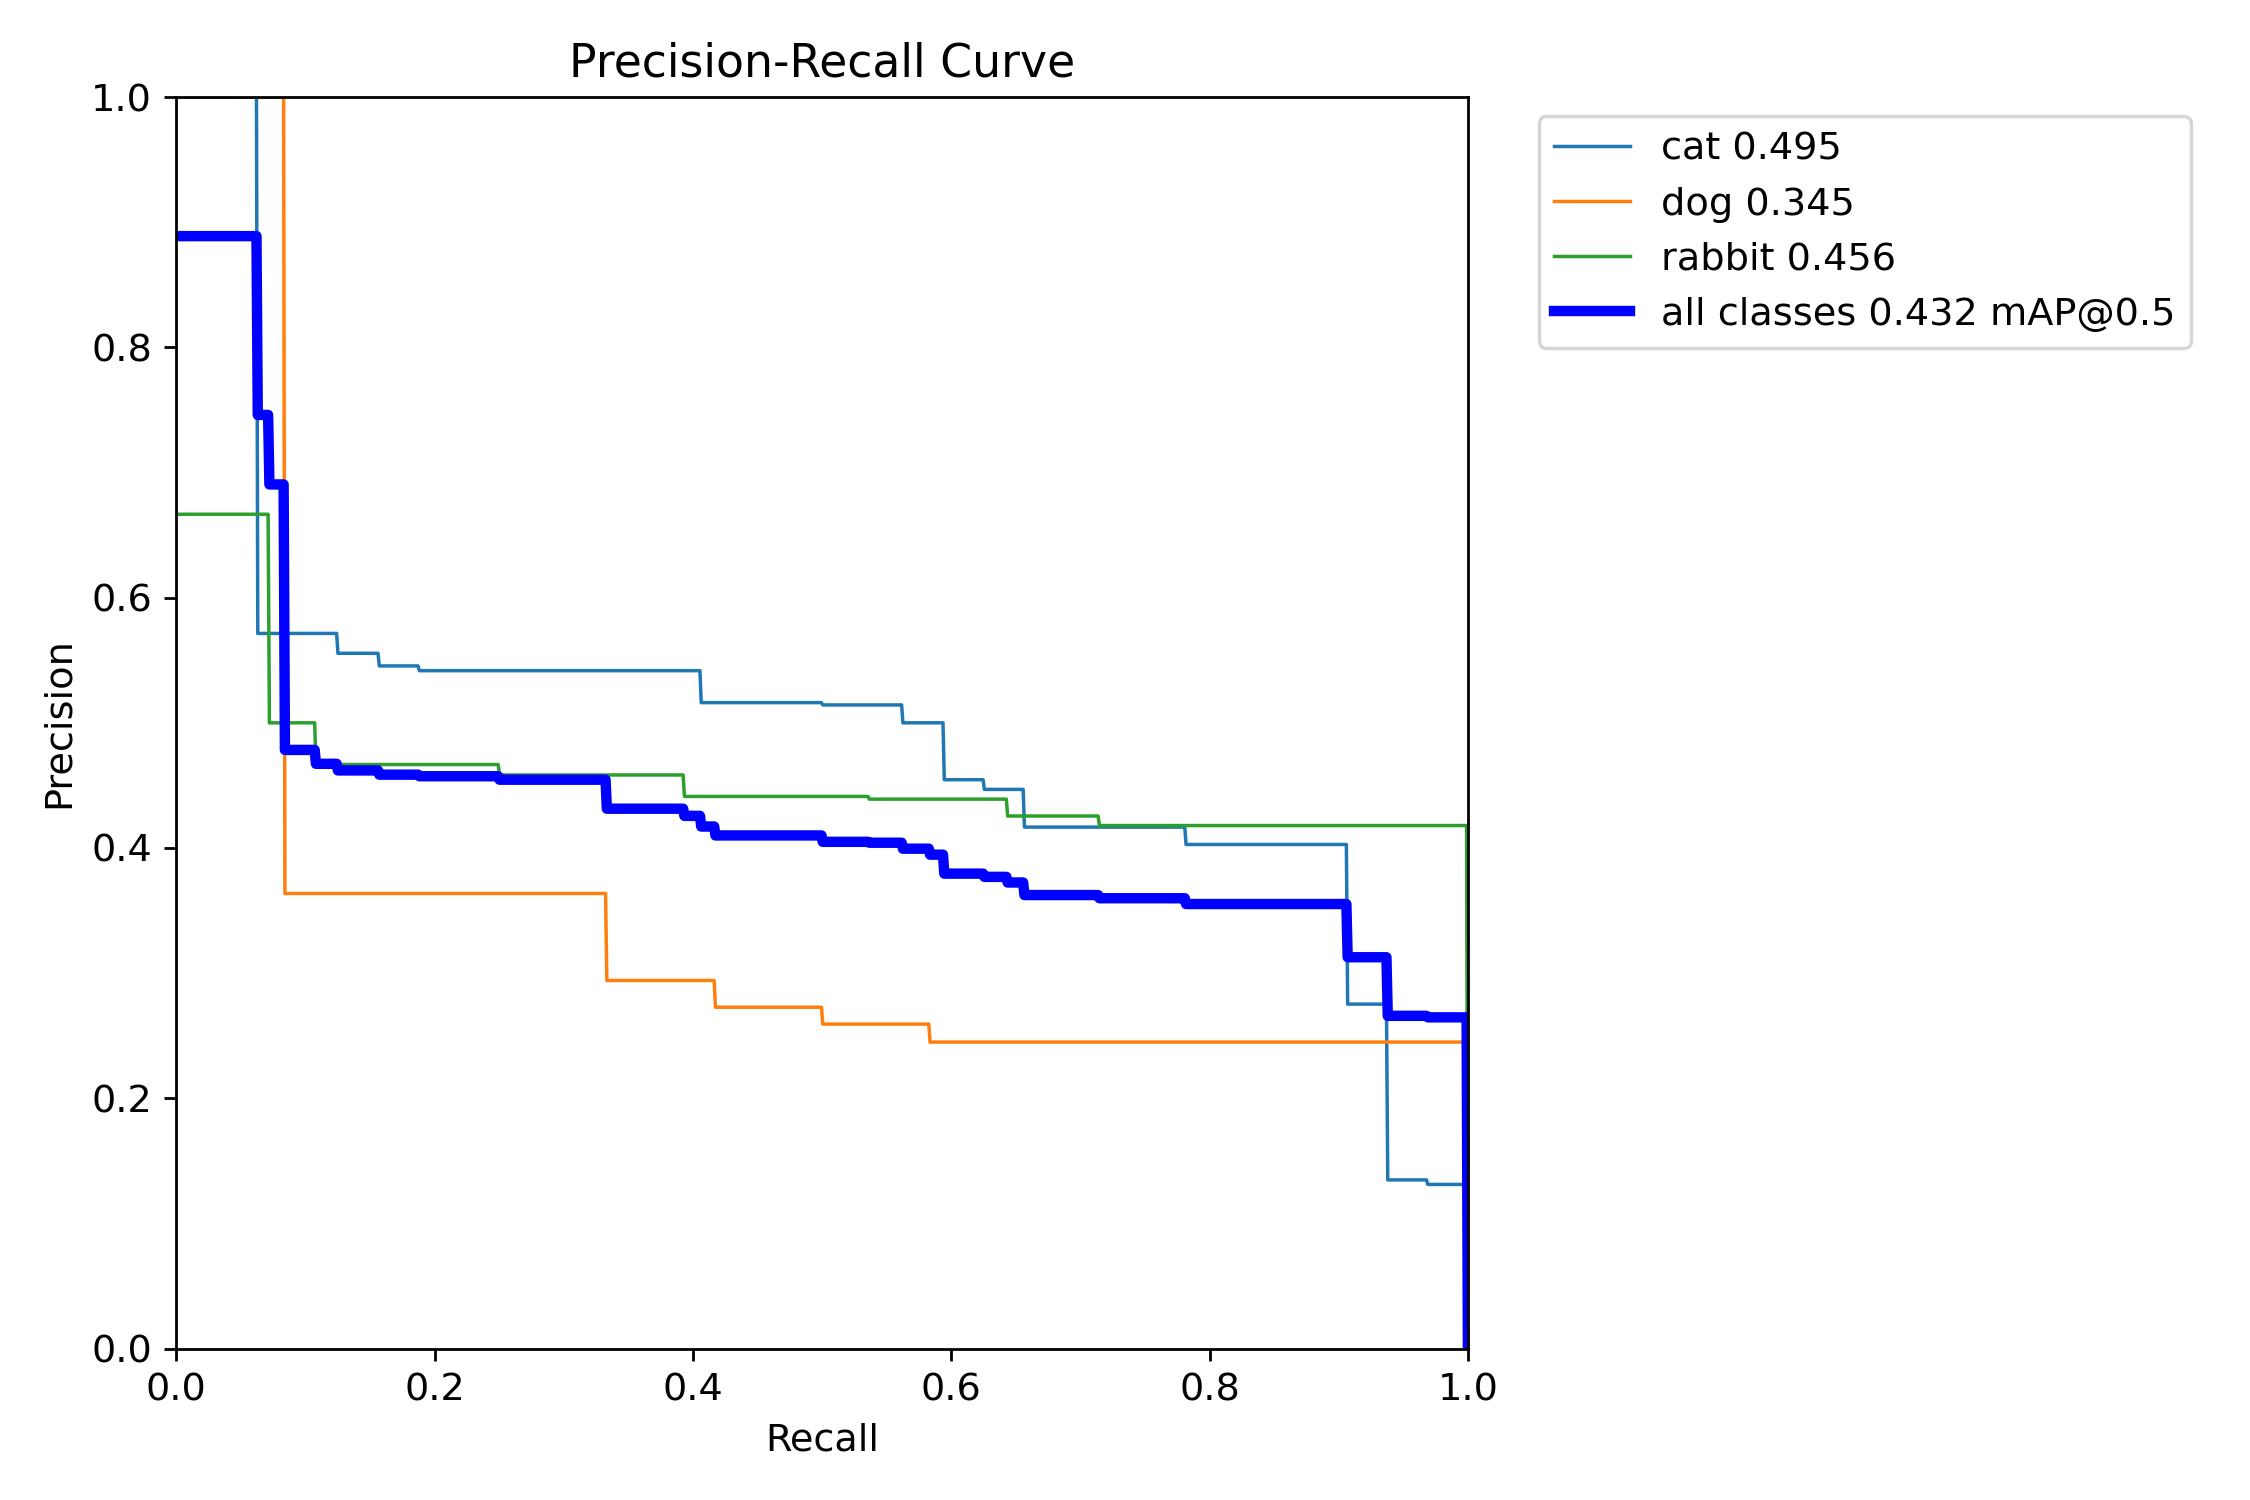 Precision-Recall Curve
1.0
0.8
0.6
0.4
0.2
0.0
Precision
0.0 0.2 0.4 0.6 0.8 1.0
Recall
cat 0.495
dog 0.345
rabbit 0.456
all classes 0.432 mAP@0.5